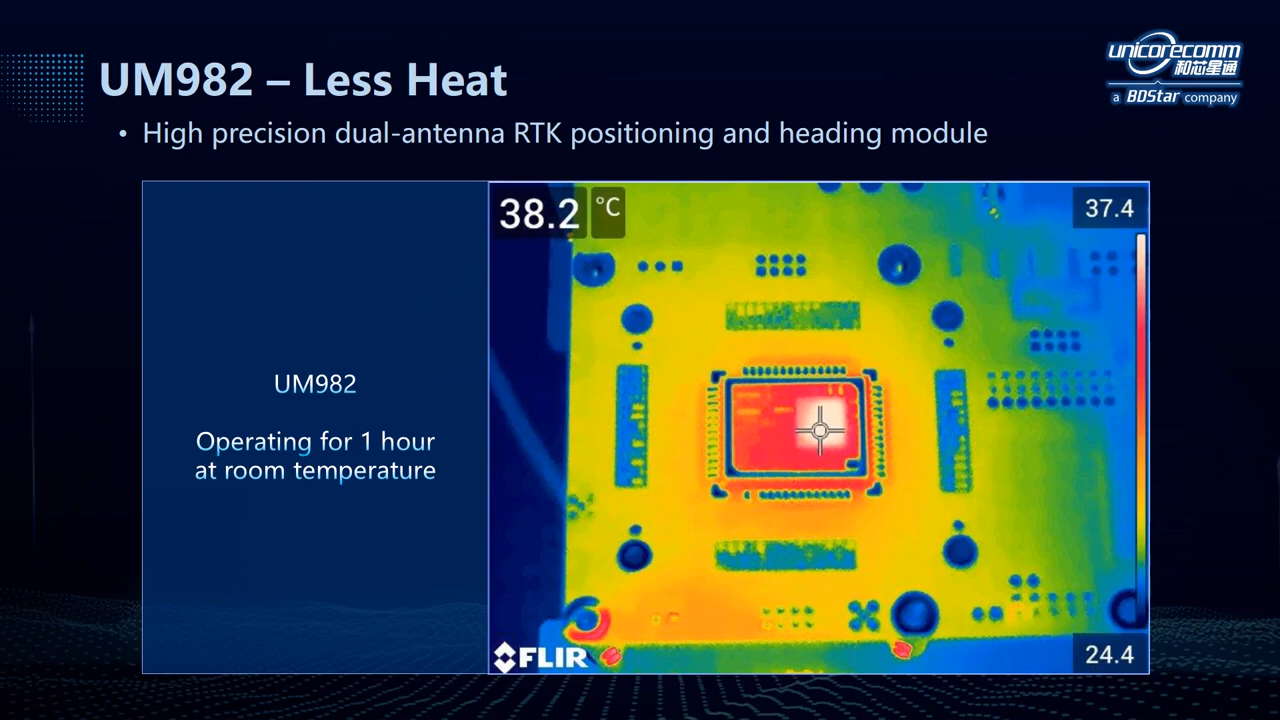 unicorecomm
和芯星通
a BDStar company
UM982 – Less Heat
• High precision dual-antenna RTK positioning and heading module
UM982
Operating for 1 hour
at room temperature
38.2 °C
37.4
FLIR
24.4